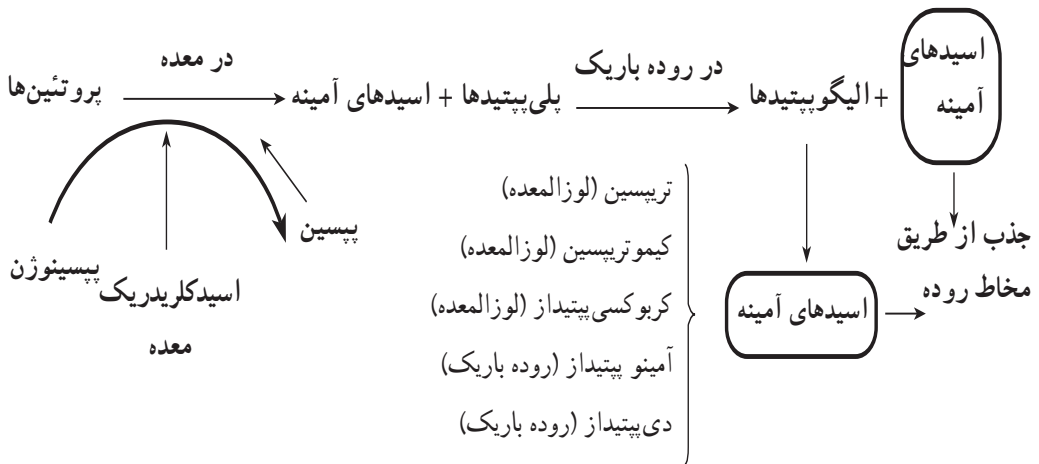 پروتئین‌ها
در معده
پلی‌پپتیدها + اسیدهای آمینه
در روده باریک
الیگوپپتیدها +
اسیدهای
آمینه
پپسینوژن
اسیدکلریدریک
معده
پپسین
تریپسین (لوزالمعده)
کیموتریپسین (لوزالمعده)
کربوکسی‌پپتیداز (لوزالمعده)
آمینو پپتیداز (روده باریک)
دی‌پپتیداز (روده باریک)
اسیدهای آمینه
جذب از طریق
مخاط روده